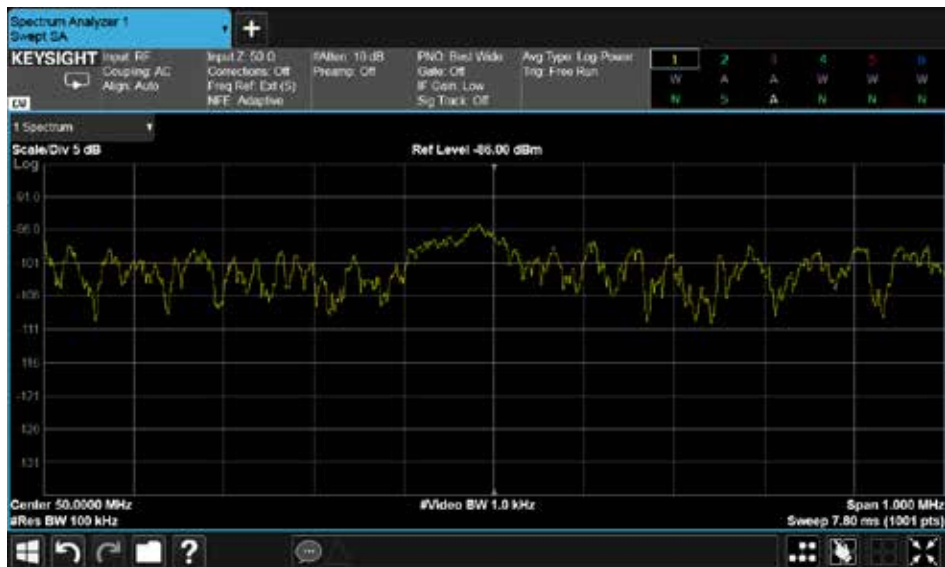 Spectrum Analyzer 1
Swept SA
+
KEYSIGHT
Input: RF
Coupling: AC
Align: Auto
Input Z: 50 Ω
Corrections: Off
Freq Ref: Ext (S)
NFE: Adaptive
#Atten: 10 dB
Preamp: Off
PNO: Best Wide
Gate: Off
IF Gain: Low
Sig Track: Off
Avg Type: Log-Power
Trig: Free Run
1 2 3 4 5 6
W A A W W W
N S A N N N
1 Spectrum
Scale/Div 5 dB
Ref Level -86.00 dBm
Log
-91.0
-96.0
-101
-106
-111
-116
-121
-126
-131
Center 50.0000 MHz
#Video BW 1.0 kHz
Span 1.000 MHz
#Res BW 100 kHz
Sweep 7.80 ms (1001 pts)
?